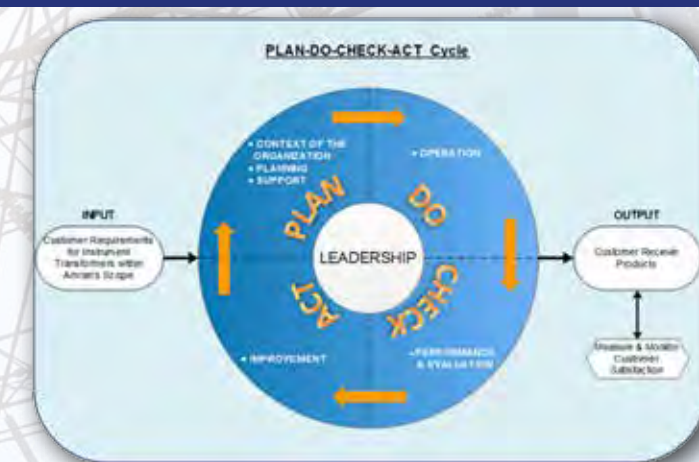 PLAN-DO-CHECK-ACT Cycle
• CONTEXT OF THE
ORGANIZATION
• PLANNING
• SUPPORT
• OPERATION
PLAN
DO
INPUT
Customer Requirements
for Instrument
Transformers within
Scope
LEADERSHIP
OUTPUT
Customer Receive
Products
ACT
CHECK
• IMPROVEMENT
• PERFORMANCE
& EVALUATION
Measure & Monitor
Customer
Satisfaction